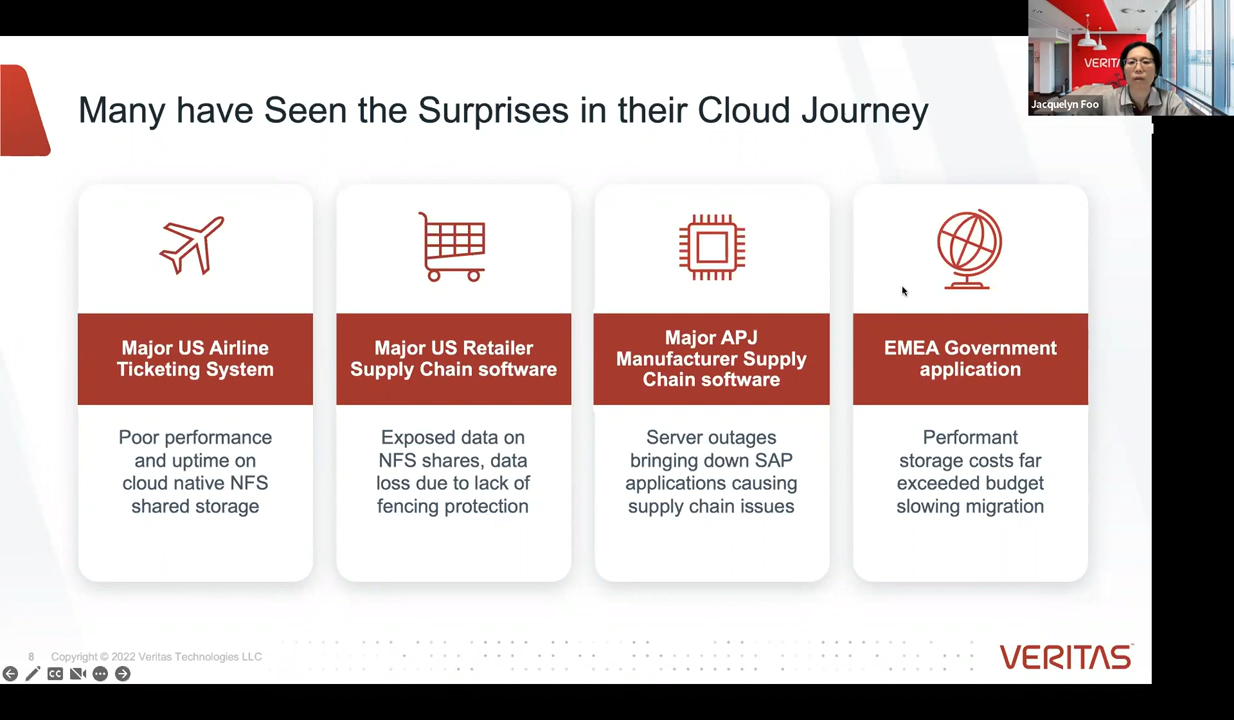 VERITAS
Jacquelyn Foo
Many have Seen the Surprises in their Cloud Journey
Major US Airline
Ticketing System
Poor performance
and uptime on
cloud native NFS
shared storage
Major US Retailer
Supply Chain software
Exposed data on
NFS shares, data
loss due to lack of
fencing protection
Major APJ
Manufacturer Supply
Chain software
Server outages
bringing down SAP
applications causing
supply chain issues
EMEA Government
application
Performant
storage costs far
exceeded budget
slowing migration
8 Copyright © 2022 Veritas Technologies LLC
CC
VERITAS